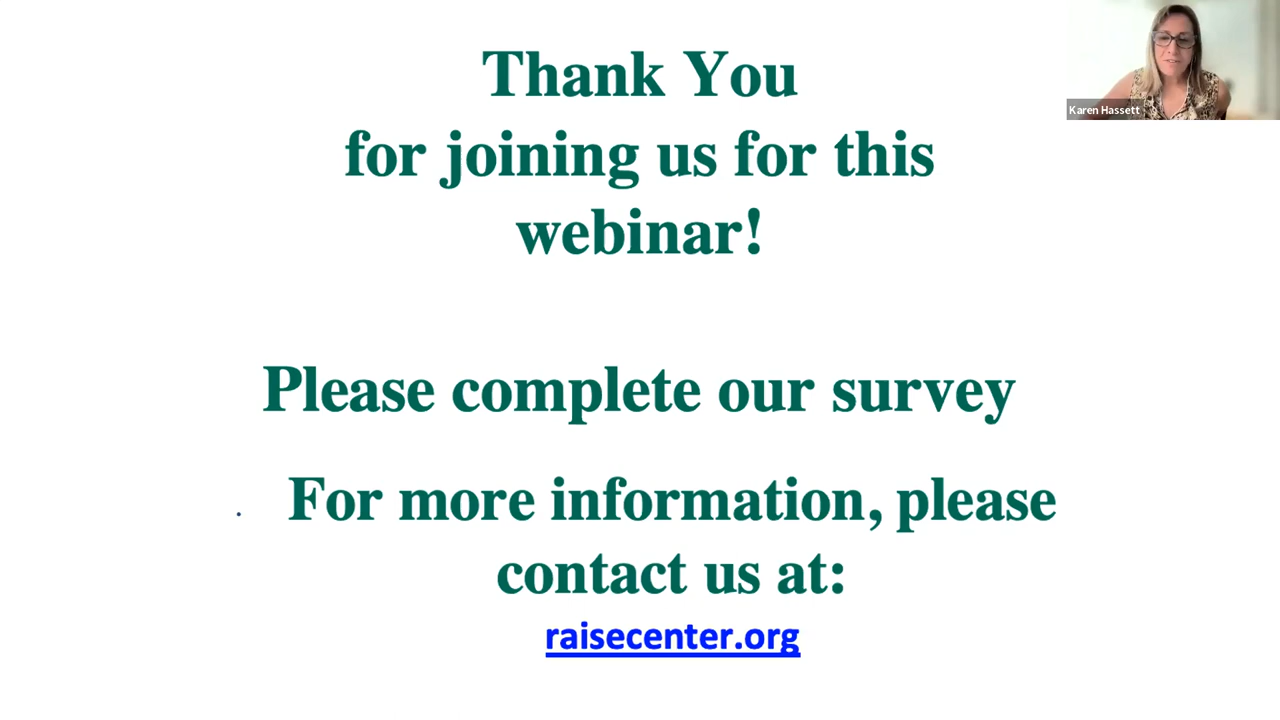 Thank You
for joining us for this
webinar!
Karen Hassett
Please complete our survey
. For more information, please
contact us at:
raisecenter.org